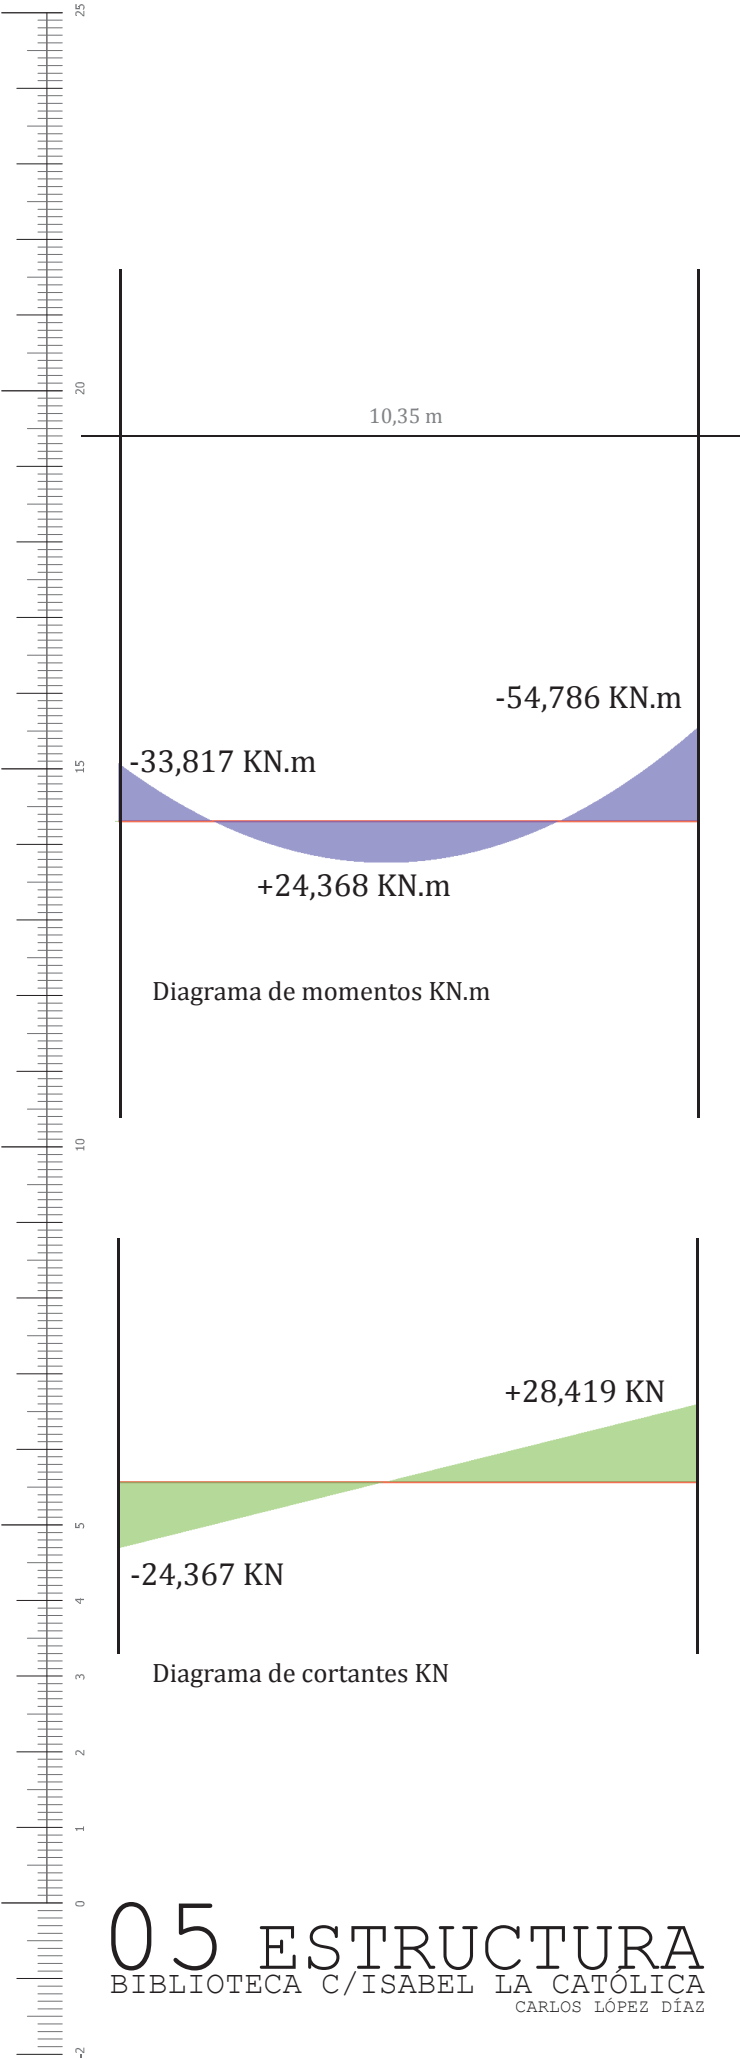 25
20
10,35 m
-54,786 KN.m
-33,817 KN.m
15
+24,368 KN.m
Diagrama de momentos KN.m
10
+28,419 KN
5
-24,367 KN
4
3
Diagrama de cortantes KN
2
1
0
05 ESTRUCTURA
BIBLIOTECA C/ISABEL LA CATÓLICA
CARLOS LÓPEZ DÍAZ
-2